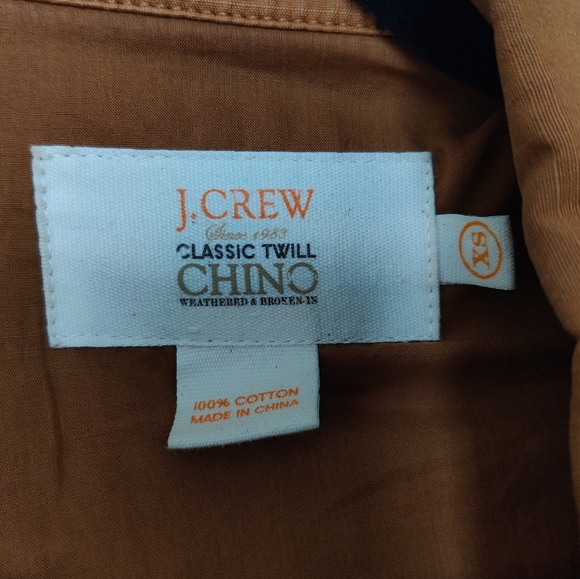 J.CREW
Since 1983
CLASSIC TWILL
CHINO
WEATHERED & BROKEN-IN
XS
100% COTTON
MADE IN CHINA